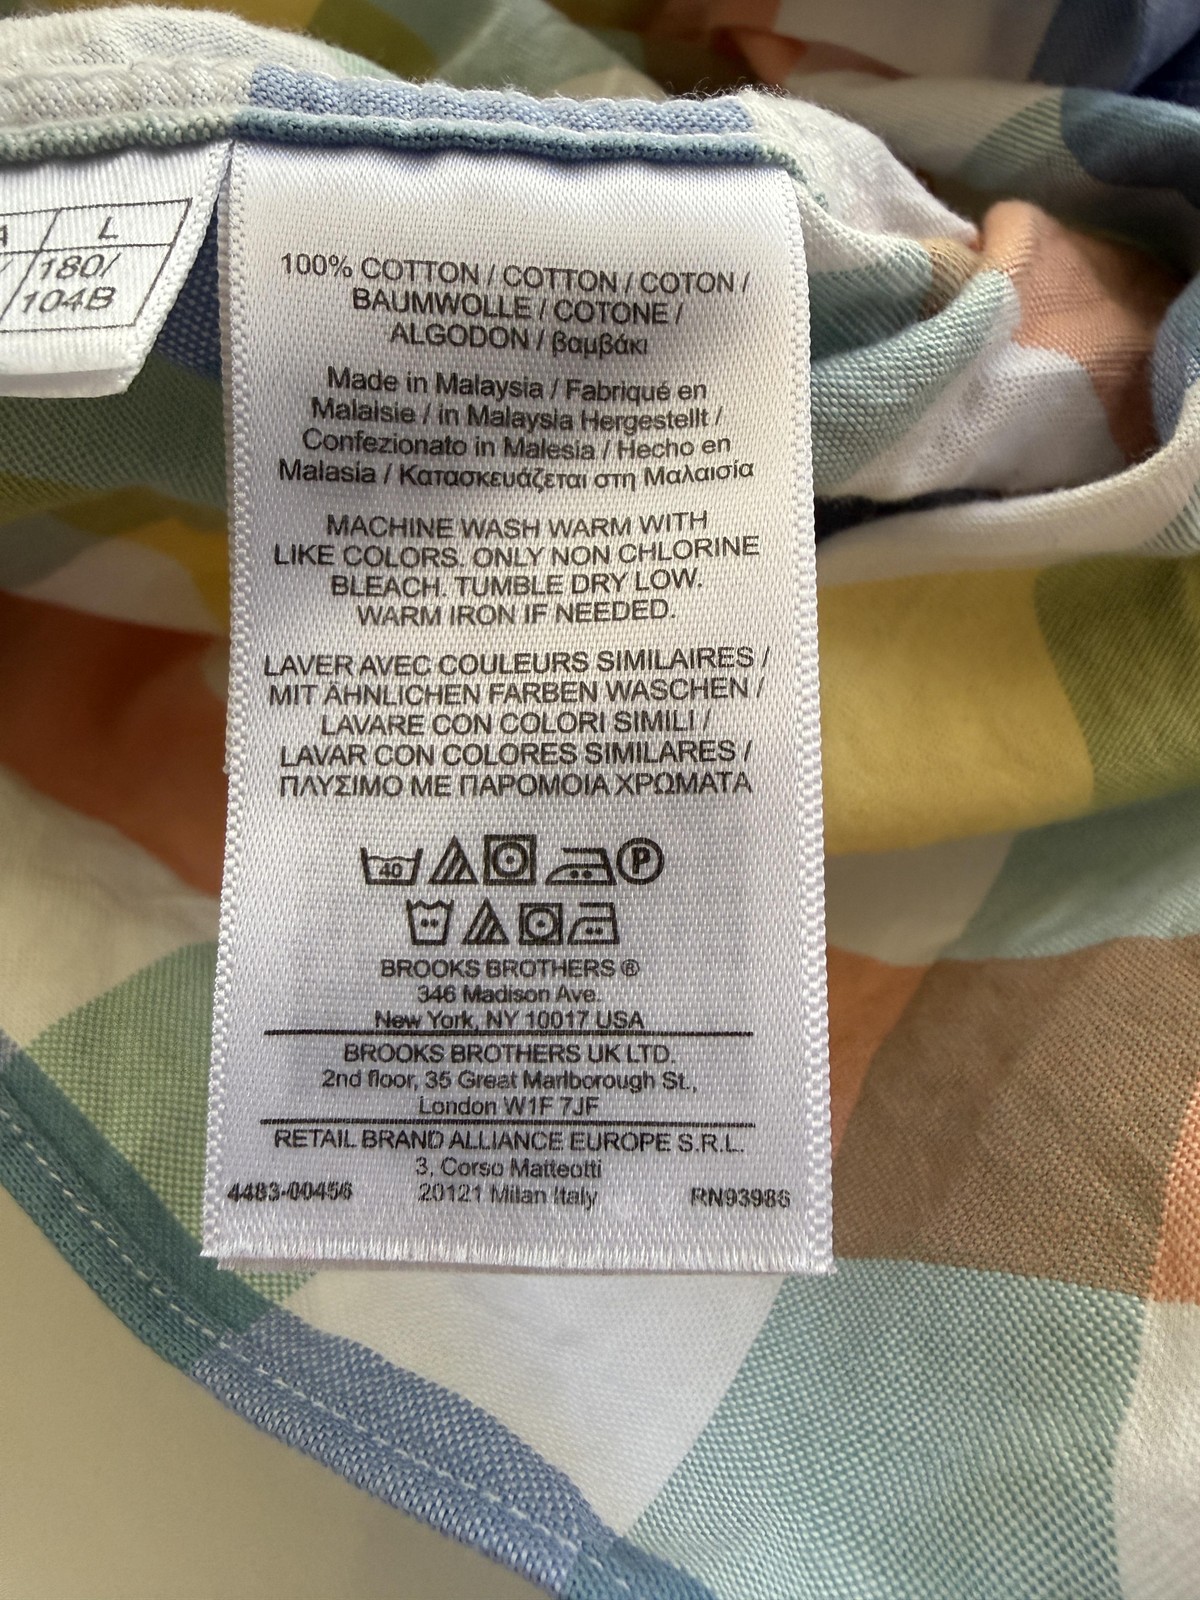 L
180/
104B
100% COTTON / COTTON / COTON /
BAUMWOLLE / COTONE /
ALGODON / βαμβάκι
Made in Malaysia / Fabriqué en
Malaisie / in Malaysia Hergestellt /
Confezionato in Malesia / Hecho en
Malasia / Κατασκευάζεται στη Μαλαισία
MACHINE WASH WARM WITH
LIKE COLORS. ONLY NON CHLORINE
BLEACH. TUMBLE DRY LOW.
WARM IRON IF NEEDED.
LAVER AVEC COULEURS SIMILAIRES /
MIT ÄHNLICHEN FARBEN WASCHEN /
LAVARE CON COLORI SIMILI /
LAVAR CON COLORES SIMILARES /
ΠΛΥΣΙΜΟ ΜΕ ΠΑΡΟΜΟΙΑ ΧΡΩΜΑΤΑ
40 P
BROOKS BROTHERS ®
346 Madison Ave.
New York, NY 10017 USA
BROOKS BROTHERS UK LTD.
2nd floor, 35 Great Marlborough St.,
London W1F 7JF
RETAIL BRAND ALLIANCE EUROPE S.R.L.
3, Corso Matteotti
4483-00456 20121 Milan Italy RN93986